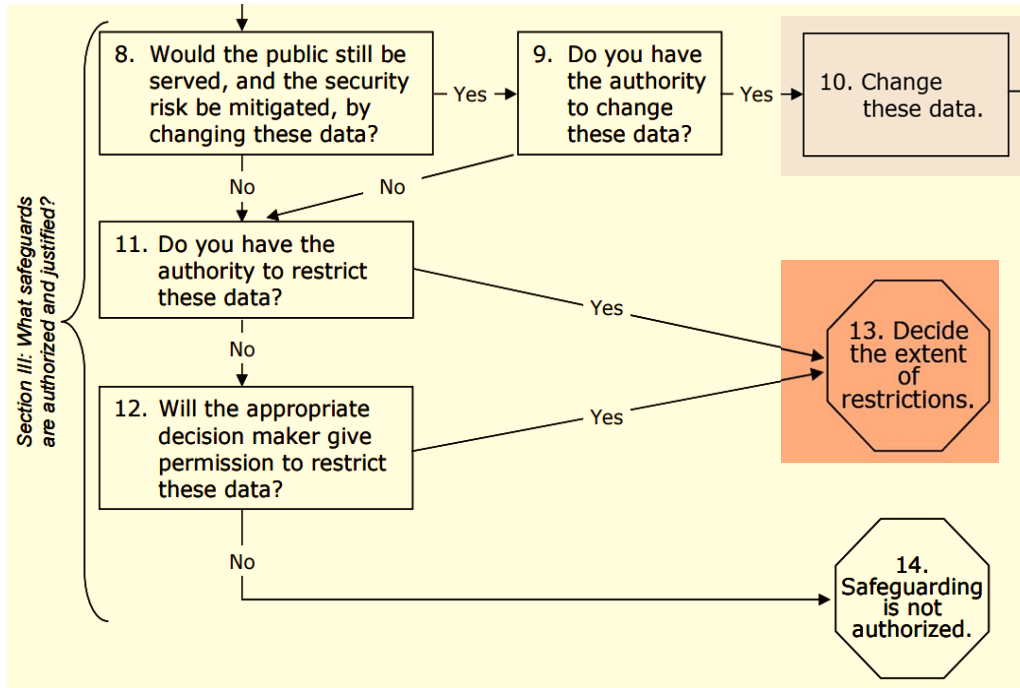 8. Would the public still be
served, and the security
risk be mitigated, by
changing these data?
Yes
9. Do you have
the authority
to change
these data?
Yes
10. Change
these data.
No
No
11. Do you have the
authority to restrict
these data?
Yes
13. Decide
the extent
of
restrictions.
No
12. Will the appropriate
decision maker give
permission to restrict
these data?
Yes
No
14.
Safeguarding
is not
authorized.
Section III: What safeguards
are authorized and justified?